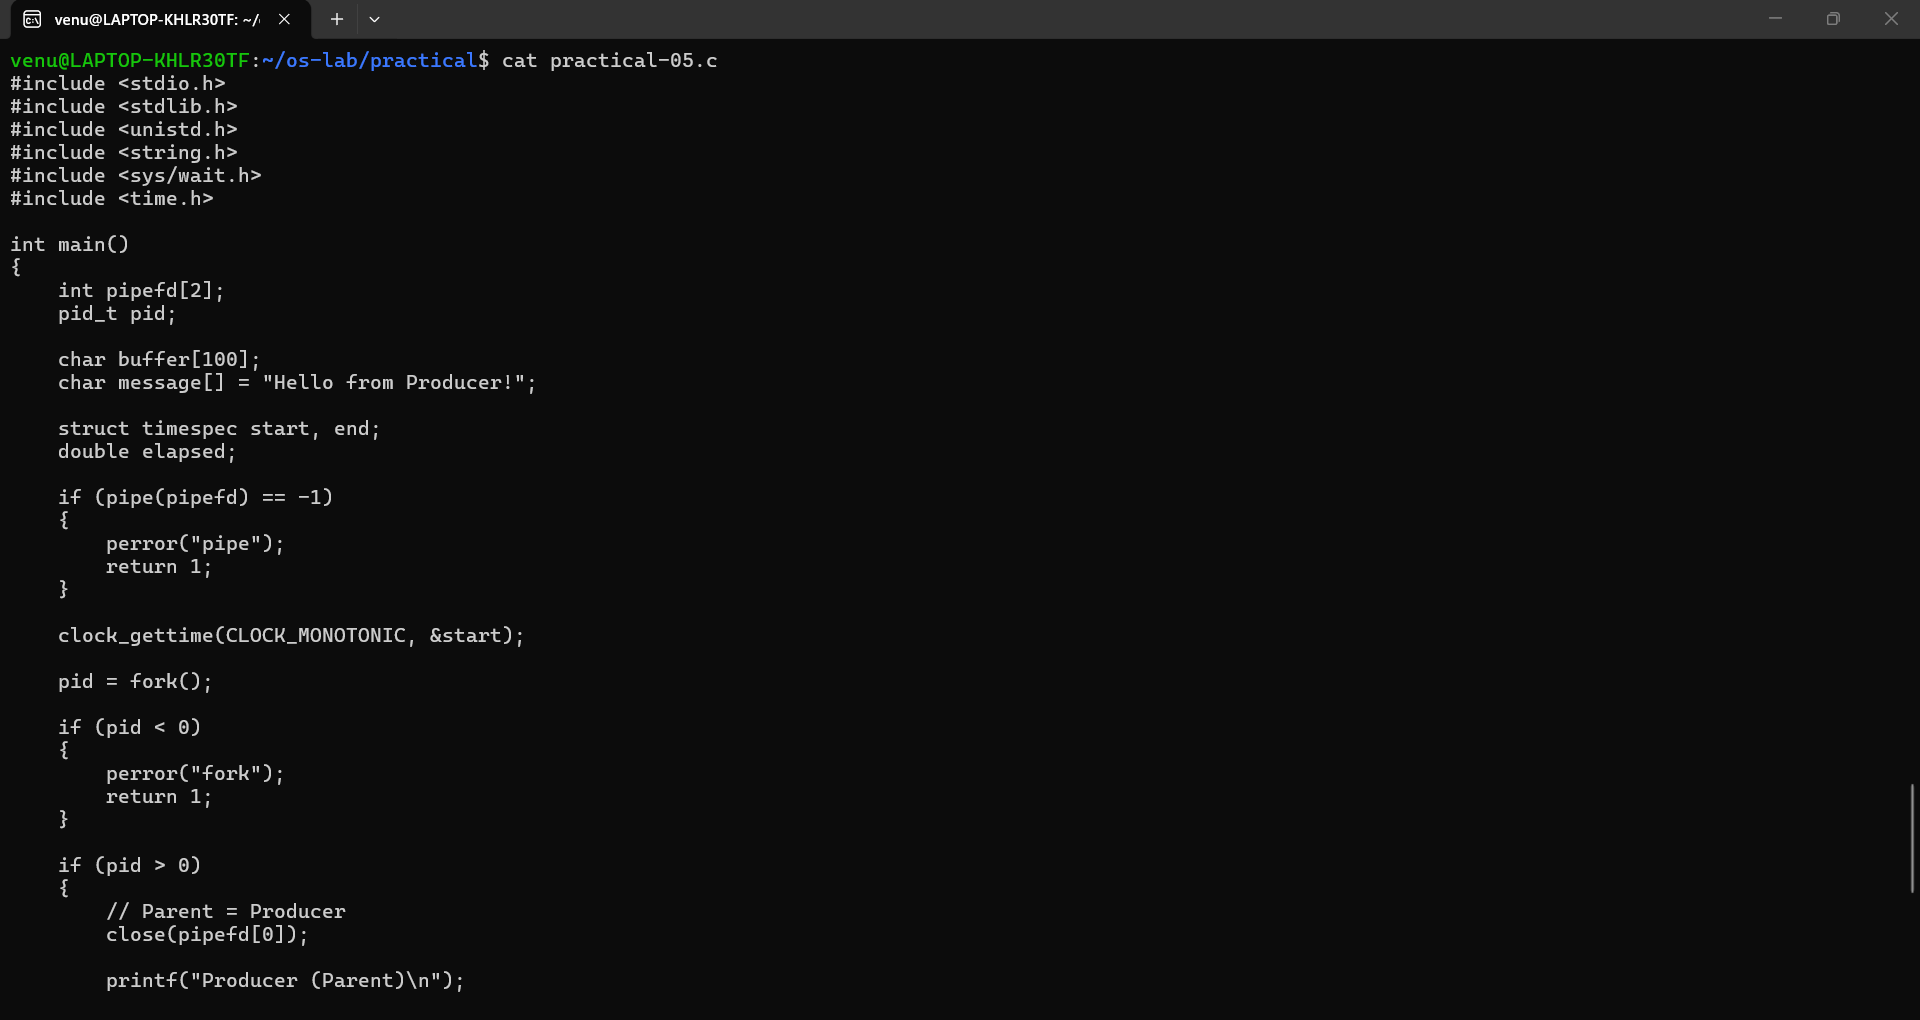 venu@LAPTOP-KHLR30TF: ~/
venu@LAPTOP-KHLR30TF:~/os-lab/practical$ cat practical-05.c
#include <stdio.h>
#include <stdlib.h>
#include <unistd.h>
#include <string.h>
#include <sys/wait.h>
#include <time.h>

int main()
{
    int pipefd[2];
    pid_t pid;

    char buffer[100];
    char message[] = "Hello from Producer!";

    struct timespec start, end;
    double elapsed;

    if (pipe(pipefd) == -1)
    {
        perror("pipe");
        return 1;
    }

    clock_gettime(CLOCK_MONOTONIC, &start);

    pid = fork();

    if (pid < 0)
    {
        perror("fork");
        return 1;
    }

    if (pid > 0)
    {
        // Parent = Producer
        close(pipefd[0]);

        printf("Producer (Parent)\n");